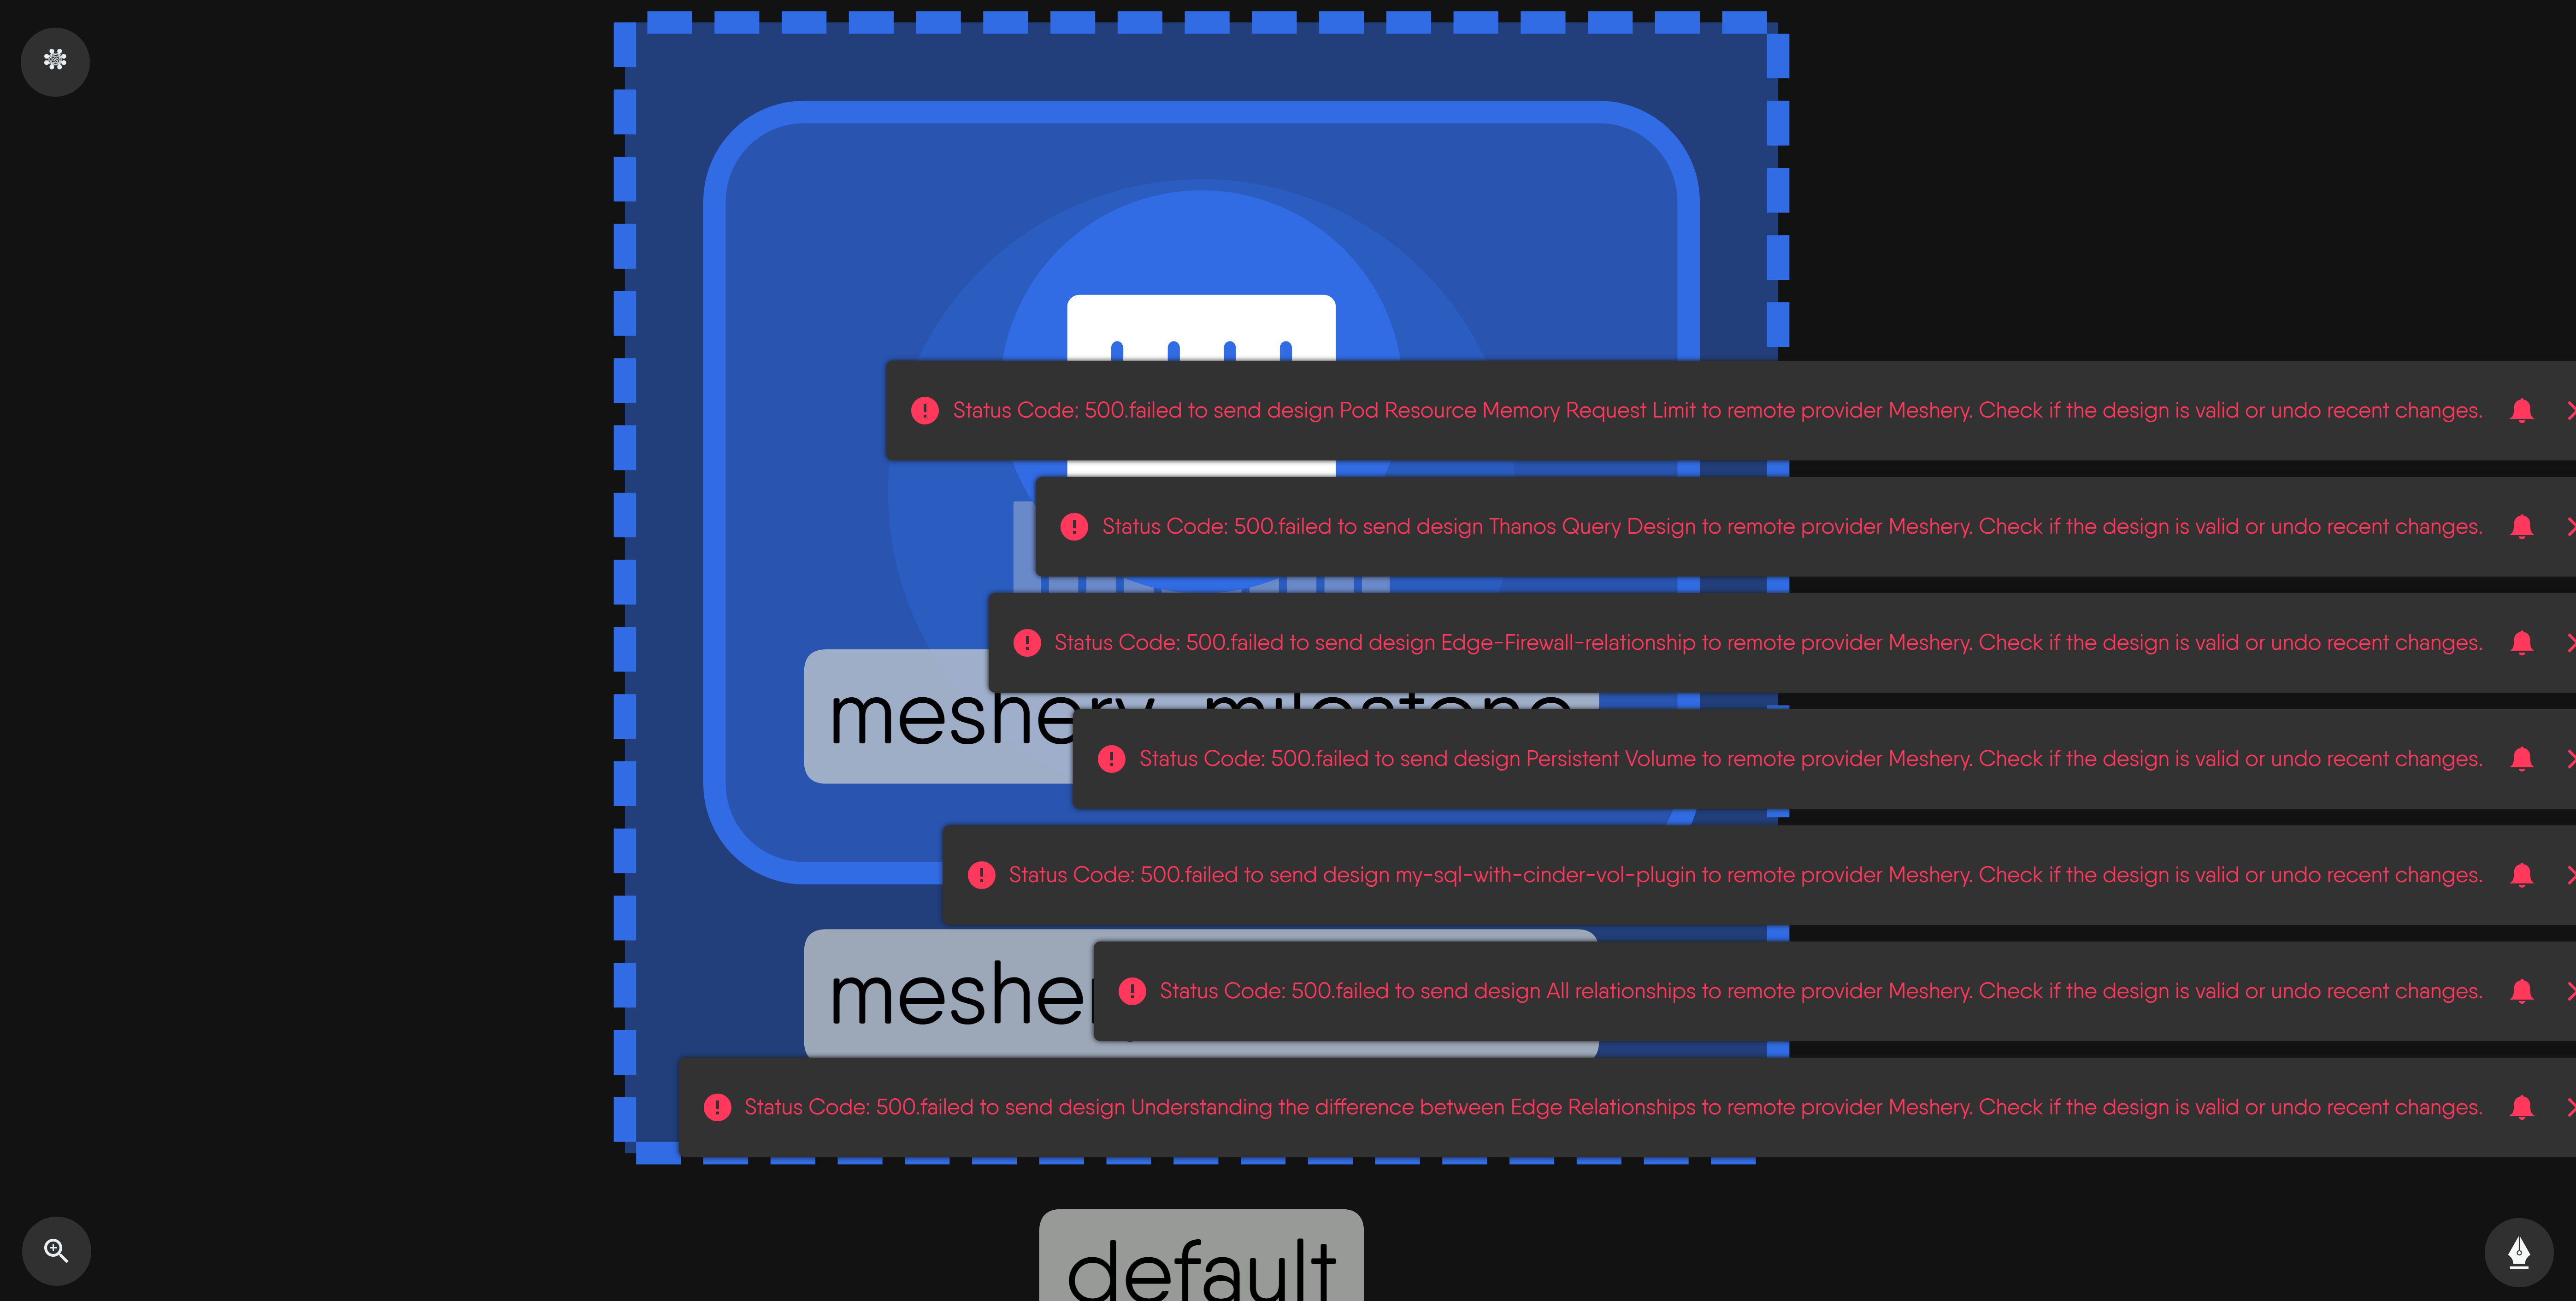 Status Code: 500.failed to send design Pod Resource Memory Request Limit to remote provider Meshery. Check if the design is valid or undo recent changes.
Status Code: 500.failed to send design Thanos Query Design to remote provider Meshery. Check if the design is valid or undo recent changes.
Status Code: 500.failed to send design Edge-Firewall-relationship to remote provider Meshery. Check if the design is valid or undo recent changes.
meshery-milestone
Status Code: 500.failed to send design Persistent Volume to remote provider Meshery. Check if the design is valid or undo recent changes.
Status Code: 500.failed to send design my-sql-with-cinder-vol-plugin to remote provider Meshery. Check if the design is valid or undo recent changes.
Status Code: 500.failed to send design All relationships to remote provider Meshery. Check if the design is valid or undo recent changes.
Status Code: 500.failed to send design Understanding the difference between Edge Relationships to remote provider Meshery. Check if the design is valid or undo recent changes.
default